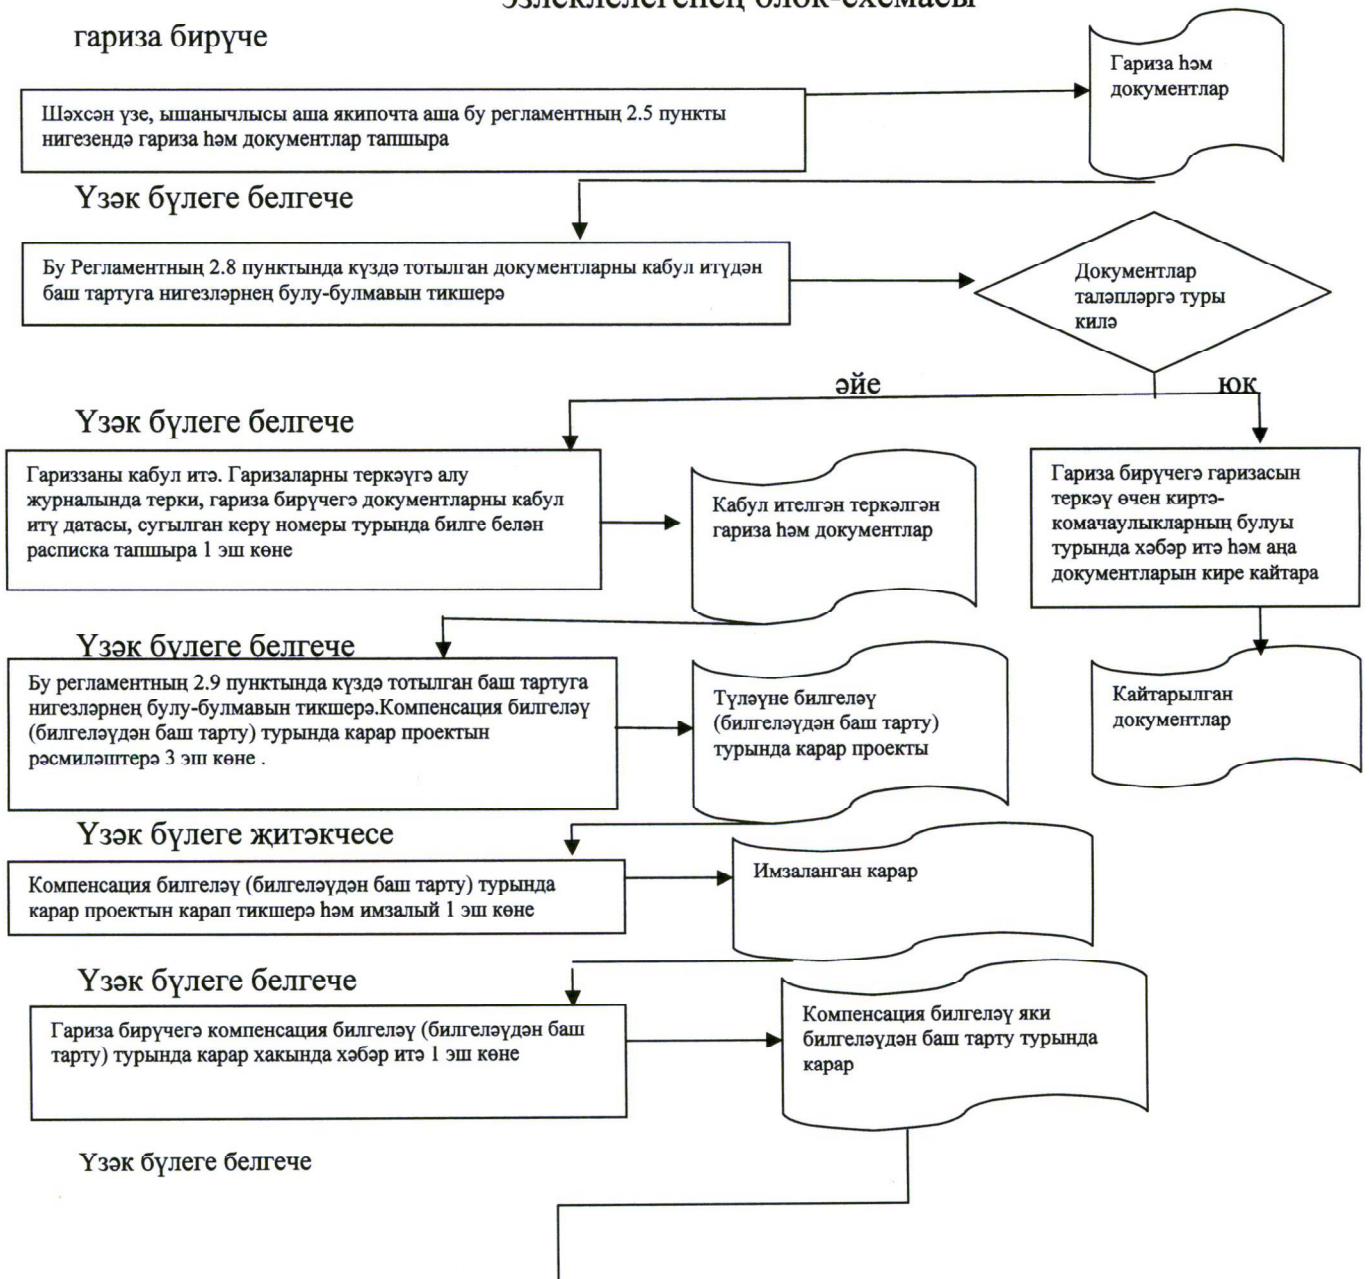 эзлеклелегенең блок-схемасы
гариза бирүче
Гариза һәм
документлар
Шәхсән үзе, ышанычлысы аша якипочта аша бу регламентның 2.5 пункты
нигезендә гариза һәм документлар тапшыра
Үзәк бүлеге белгече
Бу Регламентның 2.8 пунктында күздә тотылган документларны кабул итүдән
баш тартуга нигезләрнең булу-булмавын тикшерә
Документлар
таләпләргә туры
килә
әйе
юк
Үзәк бүлеге белгече
Гариззаны кабул итә. Гаризаларны теркәүгә алу
журналында терки, гариза бирүчегә документларны кабул
итү датасы, сугылган керү номеры турында билге белән
расписка тапшыра 1 эш көне
Кабул ителгән теркәлгән
гариза һәм документлар
Гариза бирүчегә гаризасын
теркәү өчен киртә-
комачаулыкларның булуы
турында хәбәр итә һәм аңа
документларын кире кайтара
Үзәк бүлеге белгече
Бу регламентның 2.9 пунктында күздә тотылган баш тартуга
нигезләрнең булу-булмавын тикшерә.Компенсация билгеләү
(билгеләүдән баш тарту) турында карар проектын
рәсмиләштерә 3 эш көне .
Түләүне билгеләү
(билгеләүдән баш тарту)
турында карар проекты
Кайтарылган
документлар
Үзәк бүлеге җитәкчесе
Компенсация билгеләү (билгеләүдән баш тарту) турында
карар проектын карап тикшерә һәм имзалый 1 эш көне
Имзаланган карар
Үзәк бүлеге белгече
Гариза бирүчегә компенсация билгеләү (билгеләүдән баш
тарту) турында карар хакында хәбәр итә 1 эш көне
Компенсация билгеләү яки
билгеләүдән баш тарту турында
карар
Үзәк бүлеге белгече